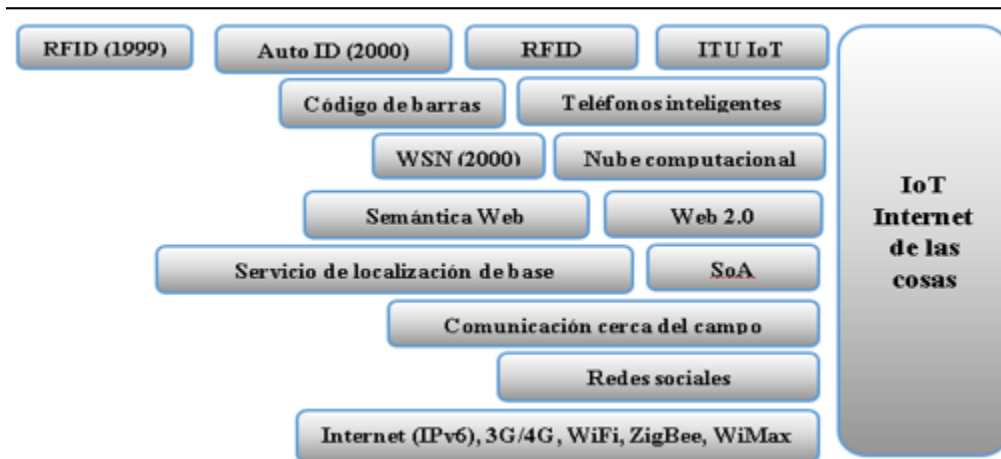 RFID (1999)
Auto ID (2000)
RFID
ITU IoT
Código de barras
Teléfonos inteligentes
WSN (2000)
Nube computacional
Semántica Web
Web 2.0
Servicio de localización de base
SoA
Comunicación cerca del campo
Redes sociales
Internet (IPv6), 3G/4G, WiFi, ZigBee, WiMax
IoT
Internet
de las
cosas